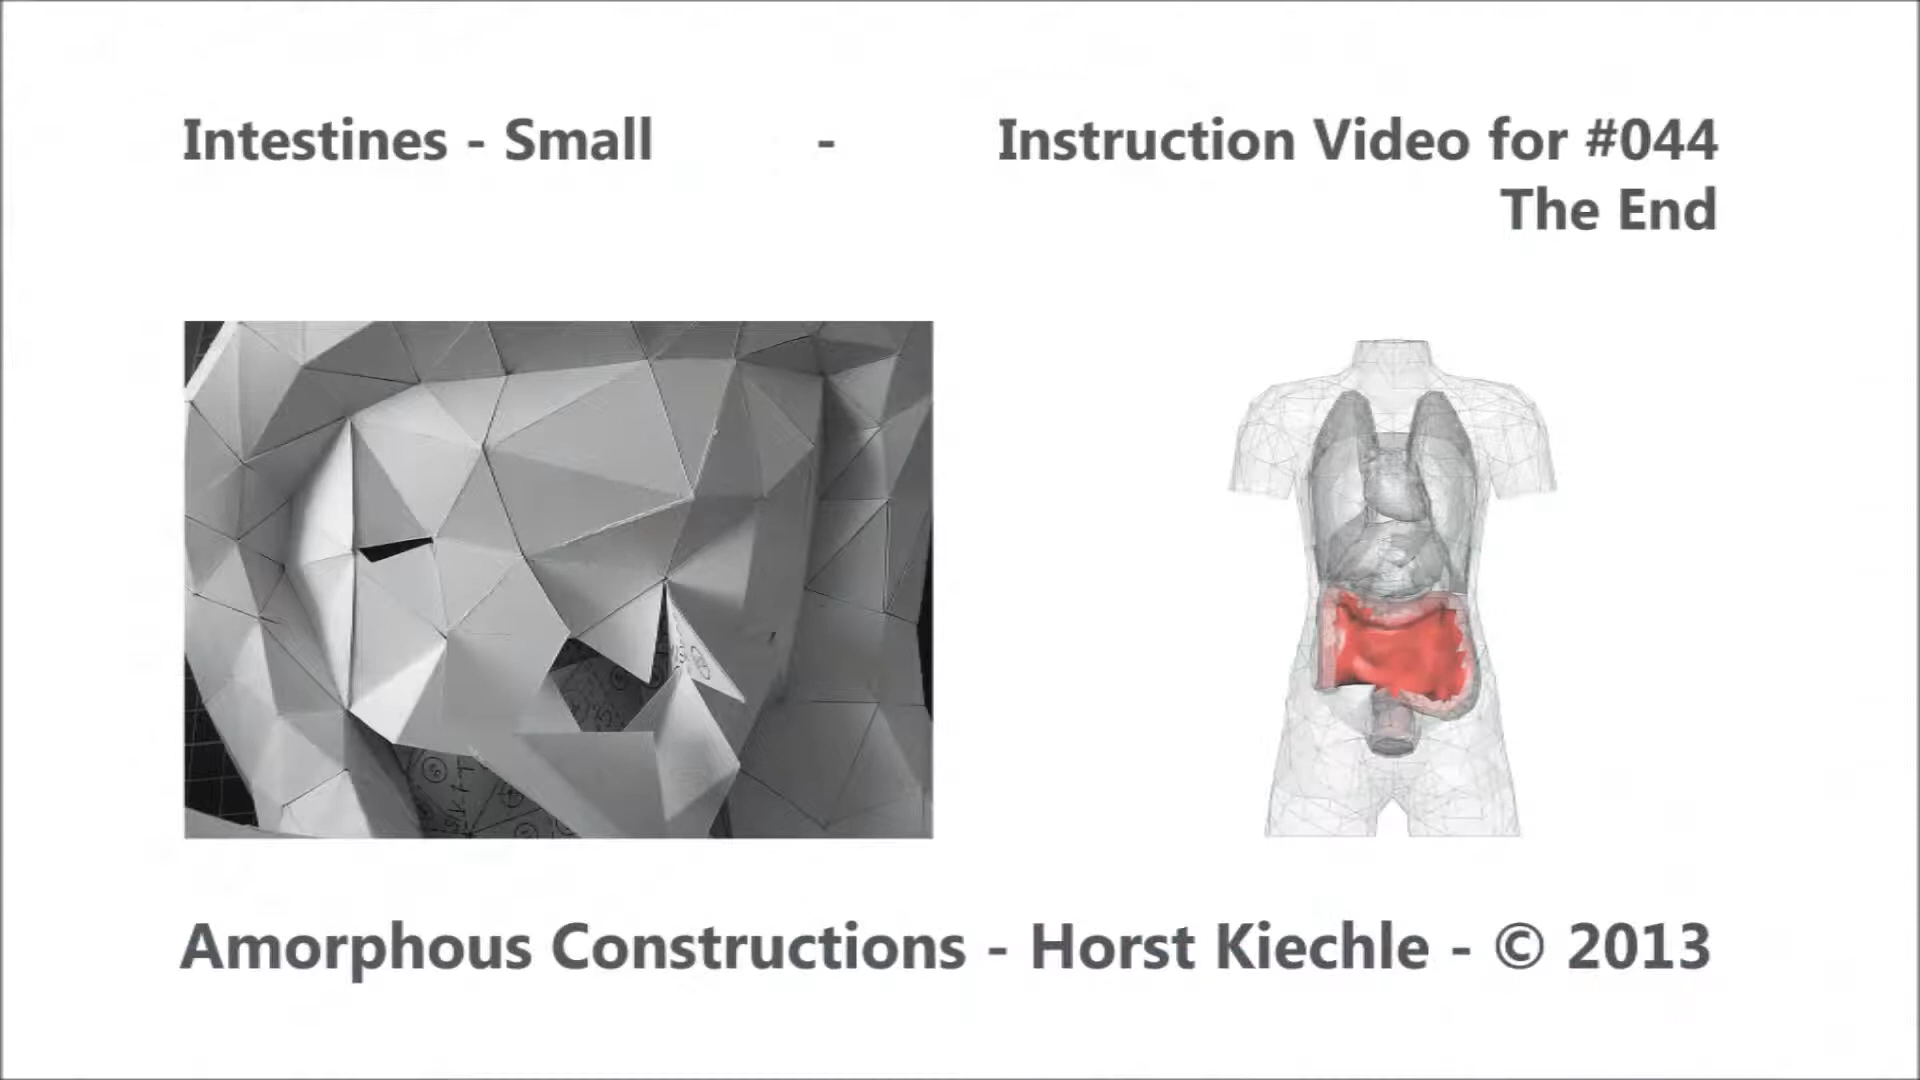 Intestines - Small - Instruction Video for #044
The End
Amorphous Constructions - Horst Kiechle - © 2013